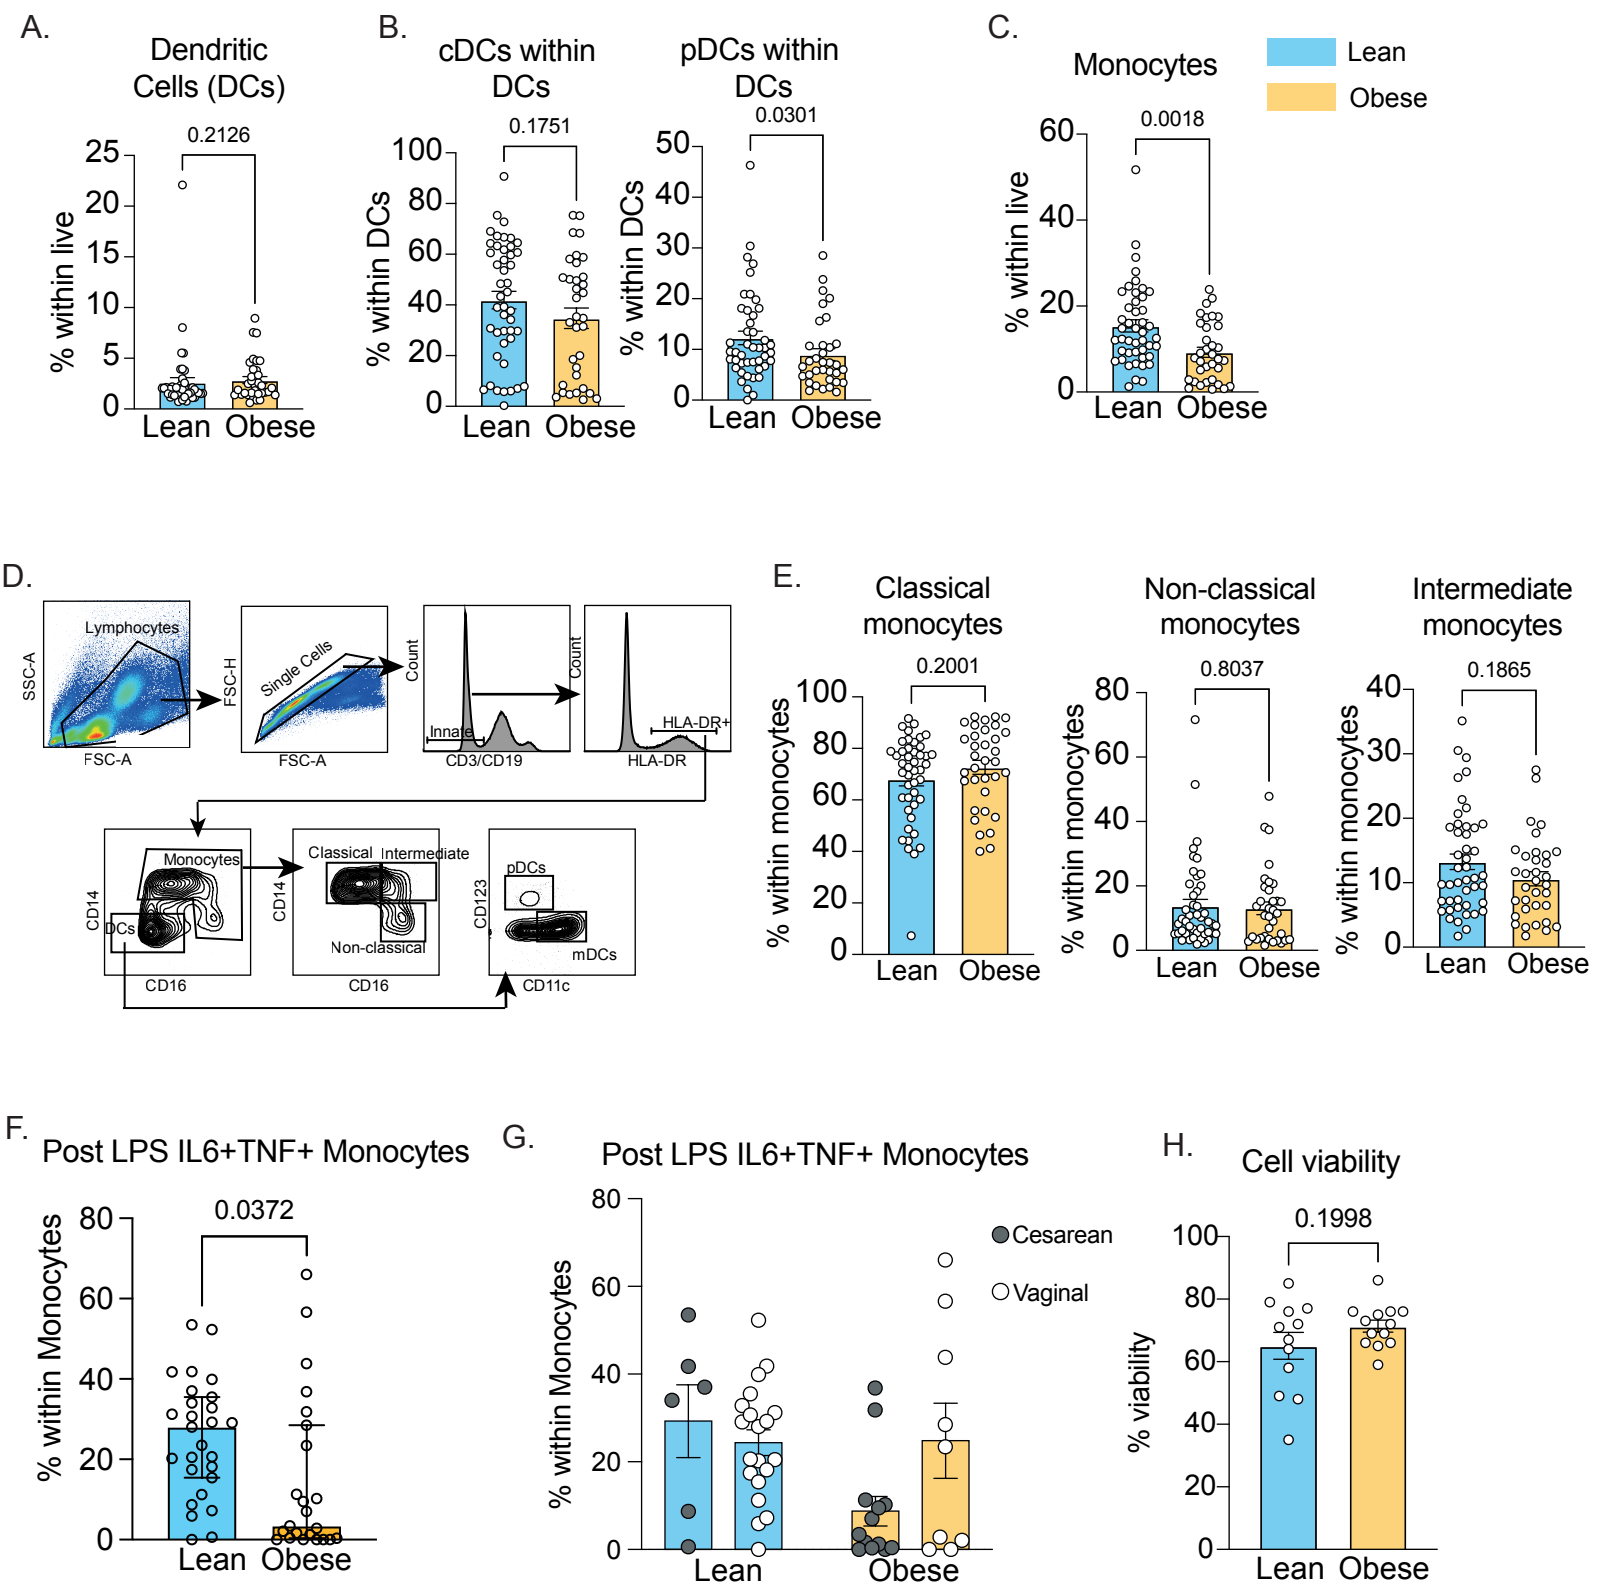 A.
Dendritic
Cells (DCs)
0.2126
% within live
25
20
15
10
5
0
Lean Obese
B.
cDCs within
DCs
0.1751
% within DCs
100
80
60
40
20
0
Lean Obese
pDCs within
DCs
0.0301
% within DCs
50
40
30
20
10
0
Lean Obese
C.
Monocytes
0.0018
% within live
60
40
20
0
Lean Obese
Lean
Obese
D.
Lymphocytes
SSC-A
FSC-A
Single Cells
FSC-H
FSC-A
Count
Innate
CD3/CD19
Count
HLA-DR+
HLA-DR
Monocytes
DCs
CD14
CD16
Classical Intermediate
Non-classical
CD14
CD16
pDCs
mDCs
CD123
CD11c
E.
Classical
monocytes
0.2001
% within monocytes
100
80
60
40
20
0
Lean Obese
Non-classical
monocytes
0.8037
% within monocytes
80
60
40
20
0
Lean Obese
Intermediate
monocytes
0.1865
% within monocytes
40
30
20
10
0
Lean Obese
F.
Post LPS IL6+TNF+ Monocytes
0.0372
% within Monocytes
80
60
40
20
0
Lean Obese
G.
Post LPS IL6+TNF+ Monocytes
% within Monocytes
80
60
40
20
0
Lean Obese
Cesarean
Vaginal
H.
Cell viability
0.1998
% viability
100
80
60
40
20
0
Lean Obese